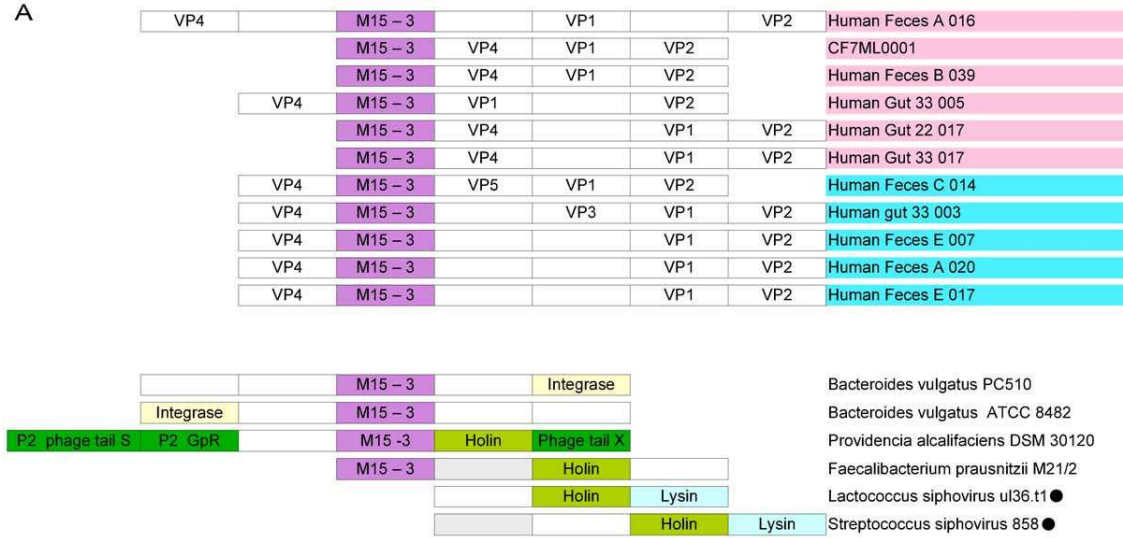 A
VP4 M15 – 3 VP1 VP2 Human Feces A 016
M15 – 3 VP4 VP1 VP2 CF7ML0001
M15 – 3 VP4 VP1 VP2 Human Feces B 039
VP4 M15 – 3 VP1 VP2 Human Gut 33 005
M15 – 3 VP4 VP1 VP2 Human Gut 22 017
M15 – 3 VP4 VP1 VP2 Human Gut 33 017
VP4 M15 – 3 VP5 VP1 VP2 Human Feces C 014
VP4 M15 – 3 VP3 VP1 VP2 Human gut 33 003
VP4 M15 – 3 VP1 VP2 Human Feces E 007
VP4 M15 – 3 VP1 VP2 Human Feces A 020
VP4 M15 – 3 VP1 VP2 Human Feces E 017
M15 – 3 Integrase Bacteroides vulgatus PC510
Integrase M15 – 3 Bacteroides vulgatus ATCC 8482
P2 phage tail S P2 GpR M15 -3 Holin Phage tail X Providencia alcalifaciens DSM 30120
M15 – 3 Holin Faecalibacterium prausnitzii M21/2
Holin Lysin Lactococcus siphovirus ul36.t1●
Holin Lysin Streptococcus siphovirus 858●